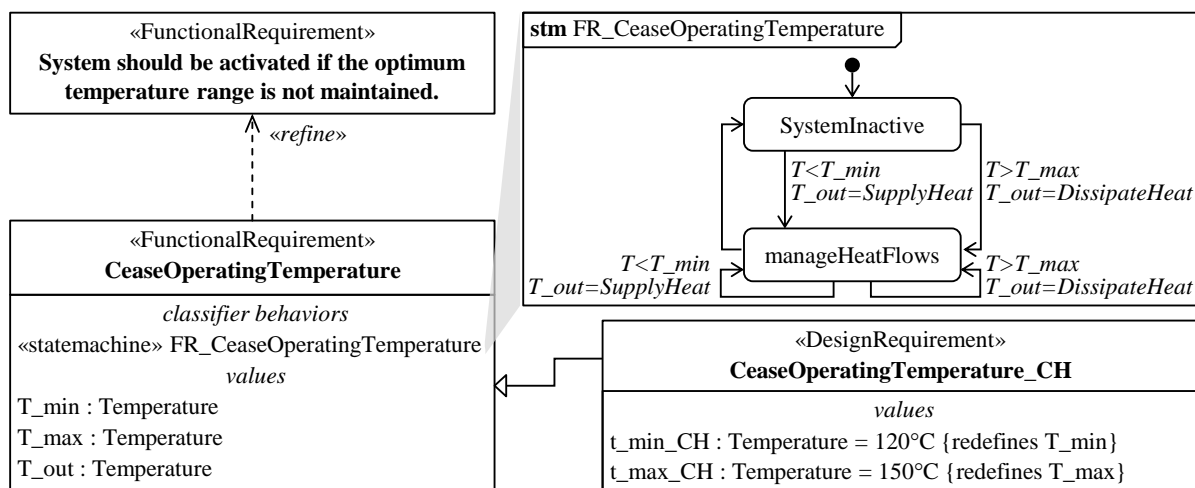 «FunctionalRequirement»
System should be activated if the optimum
temperature range is not maintained.
«refine»
«FunctionalRequirement»
CeaseOperatingTemperature
classifier behaviors
«statemachine» FR_CeaseOperatingTemperature
values
T_min : Temperature
T_max : Temperature
T_out : Temperature
stm FR_CeaseOperatingTemperature
SystemInactive
T<T_min
T_out=SupplyHeat
T>T_max
T_out=DissipateHeat
manageHeatFlows
T<T_min
T_out=SupplyHeat
T>T_max
T_out=DissipateHeat
«DesignRequirement»
CeaseOperatingTemperature_CH
values
t_min_CH : Temperature = 120°C {redefines T_min}
t_max_CH : Temperature = 150°C {redefines T_max}